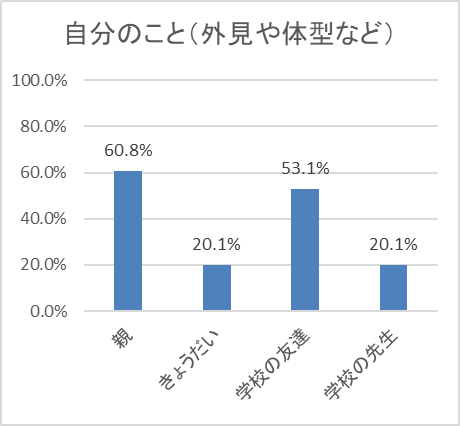 自分のこと（外見や体型など）
100.0%
80.0%
60.0%
40.0%
20.0%
0.0%
60.8%
20.1%
53.1%
20.1%
親
きょうだい
学校の友達
学校の先生